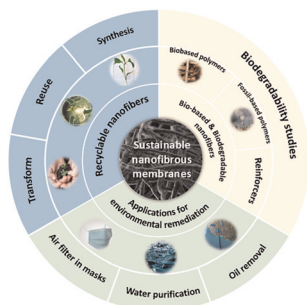 Synthesis
Reuse
Transform
Recyclable nanofibers
Biobased polymers
Fossil-based polymers
Reinforcers
Biodegradability studies
Bio-based & Biodegradable
nanofibers
Sustainable
nanofibrous
membranes
Applications for
environmental remediation
Air filter in masks
Water purification
Oil removal